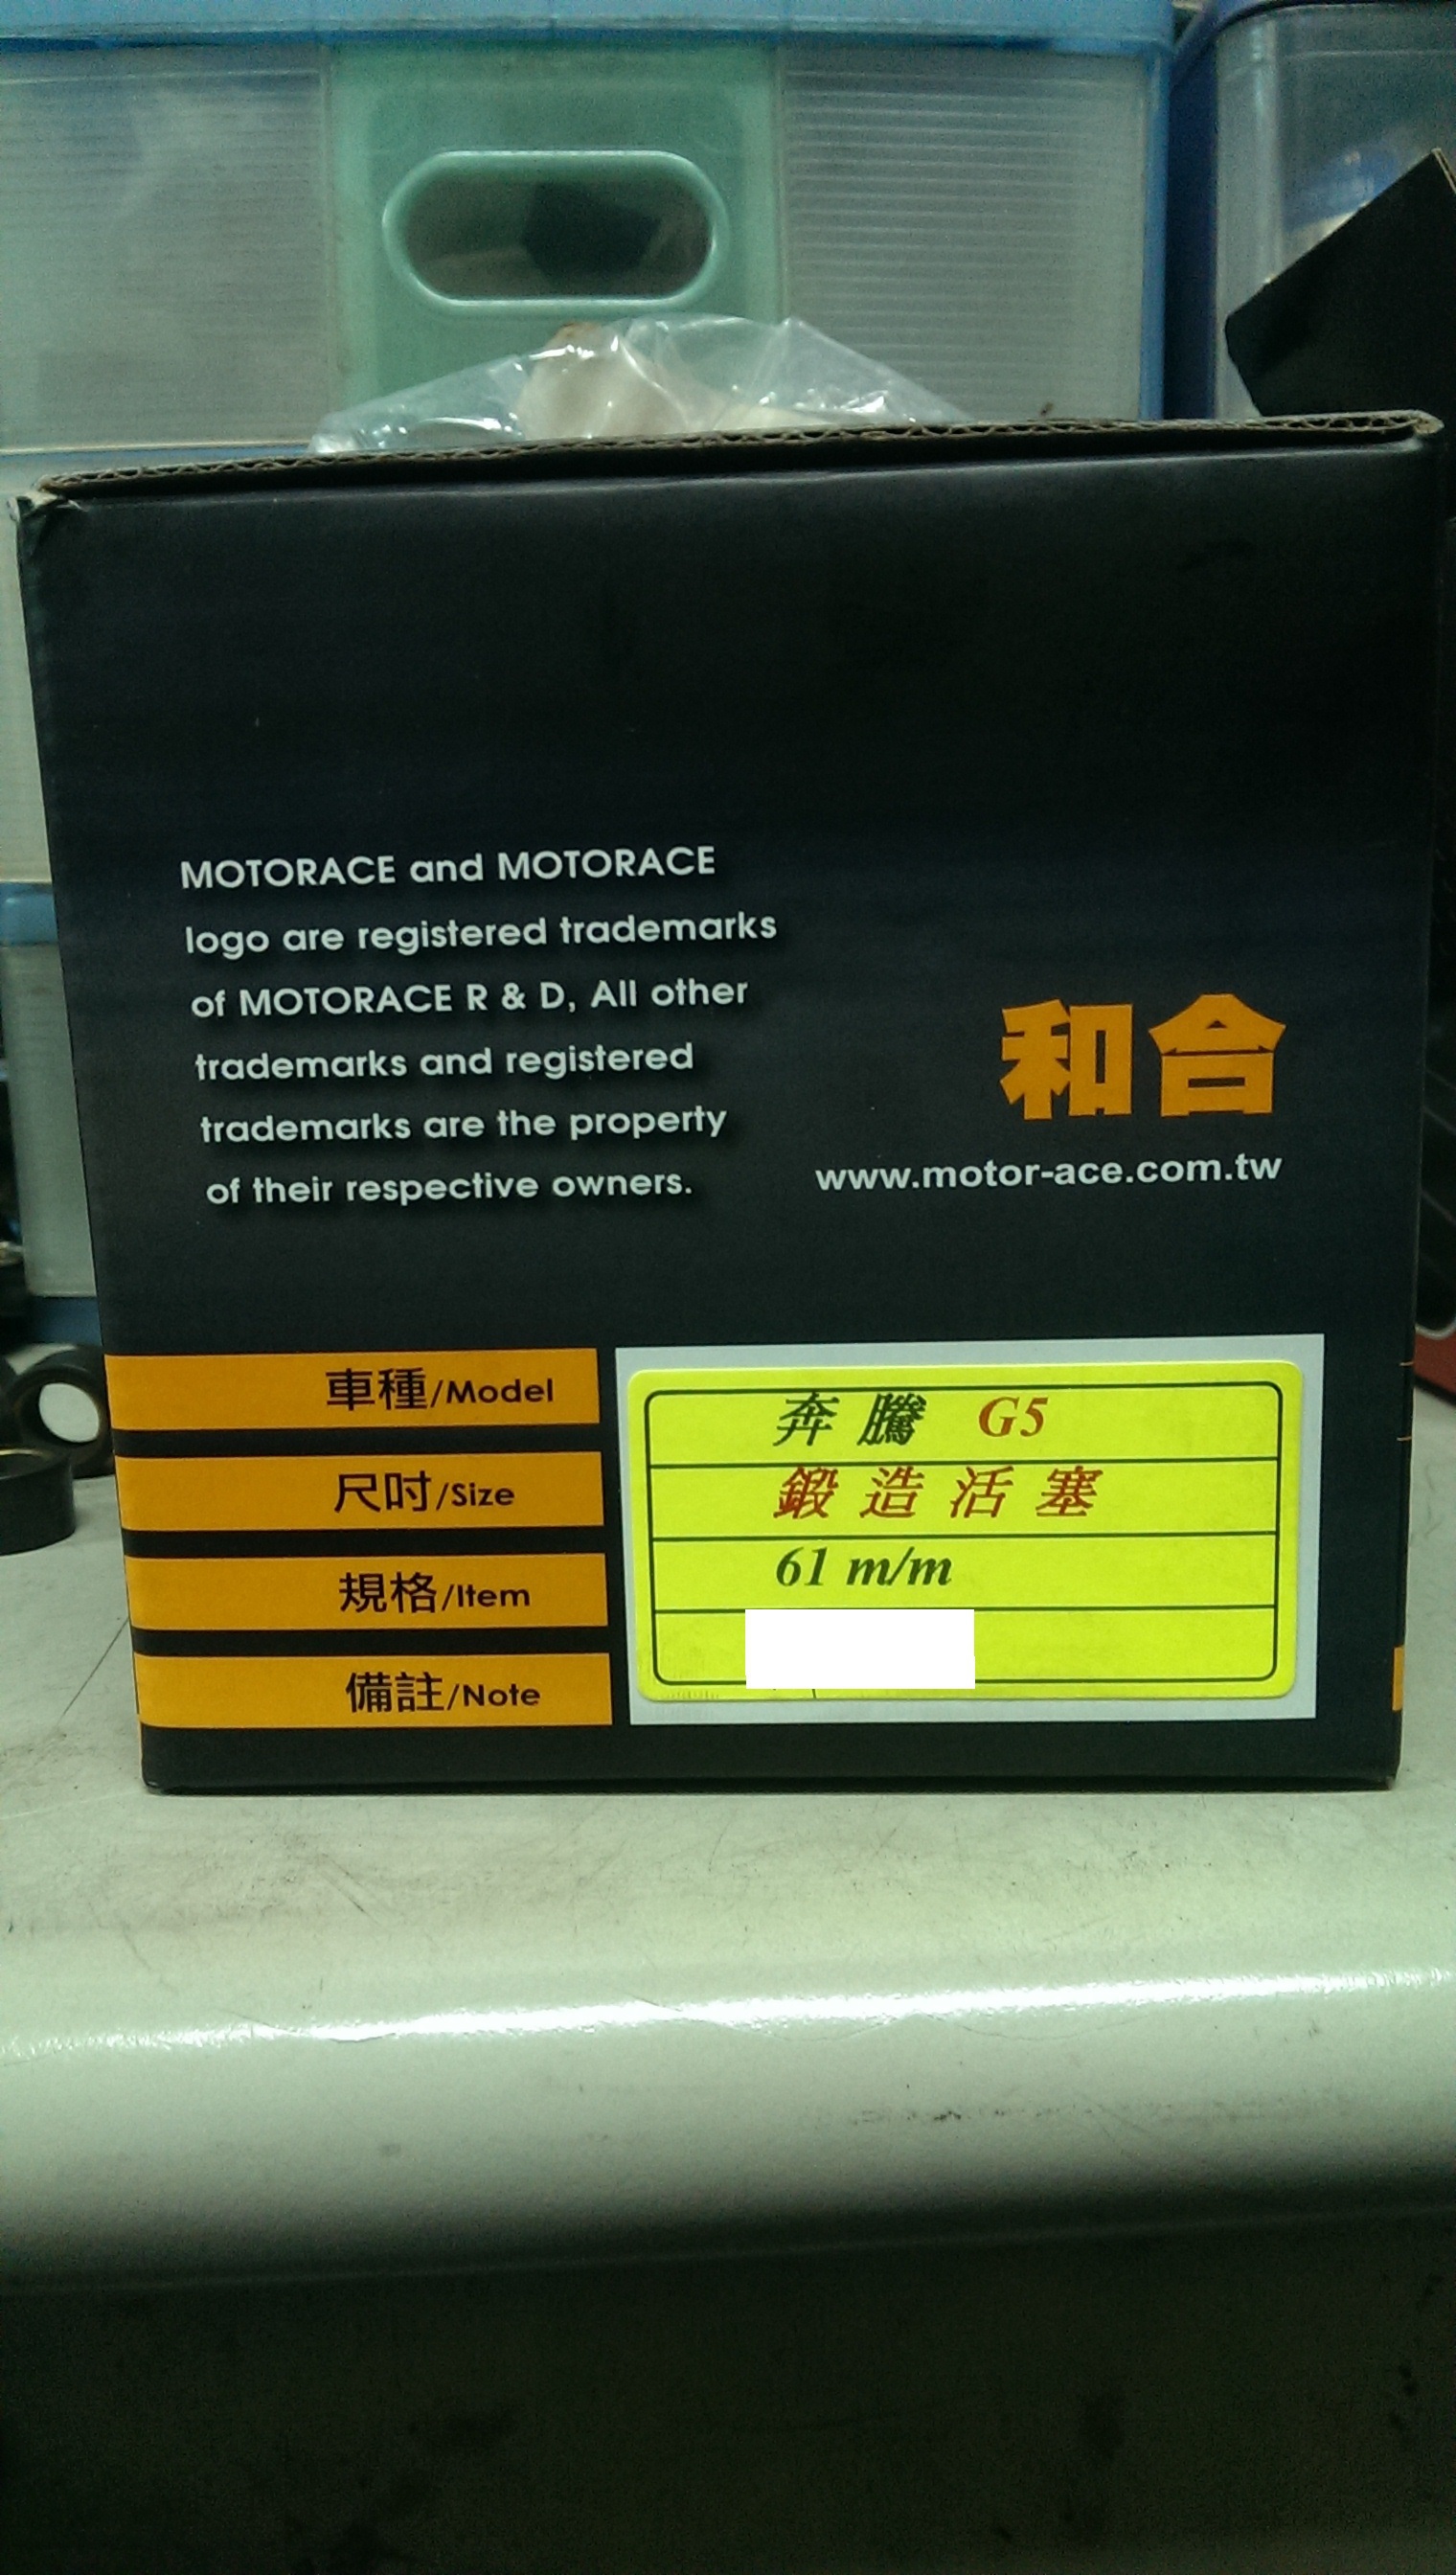 MOTORACE and MOTORACE
logo are registered trademarks
of MOTORACE R & D, All other
trademarks and registered
trademarks are the property
of their respective owners.
和合
www.motor-ace.com.tw
車種/Model
奔騰 G5
尺吋/Size
鍛造活塞
規格/Item
61 m/m
備註/Note